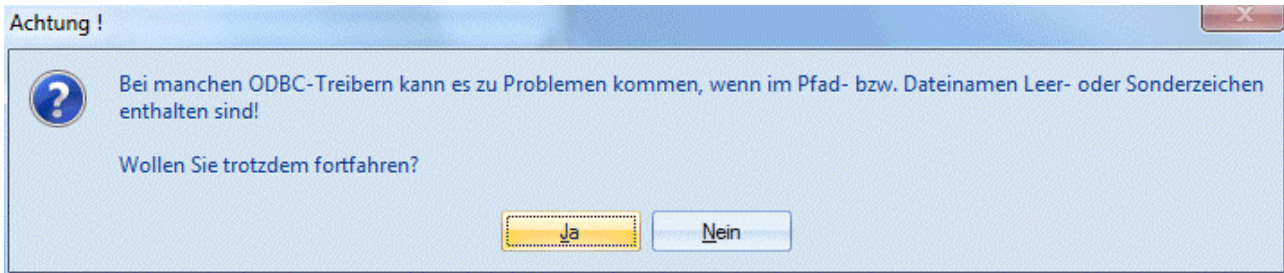 Achtung !
Bei manchen ODBC-Treibern kann es zu Problemen kommen, wenn im Pfad- bzw. Dateinamen Leer- oder Sonderzeichen
enthalten sind!
Wollen Sie trotzdem fortfahren?
Ja
Nein